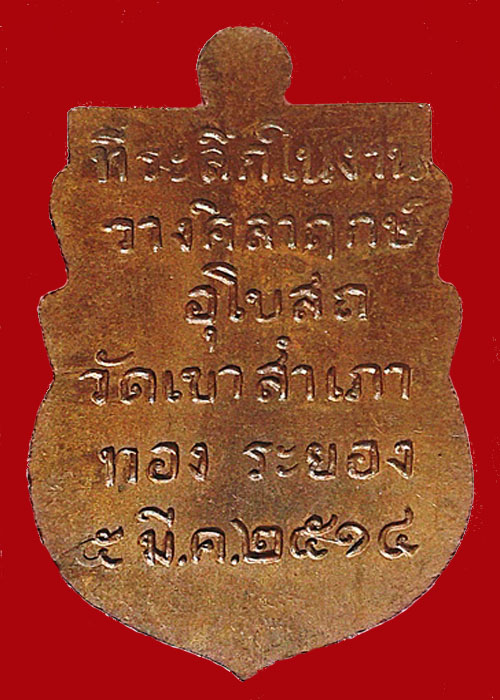 ที่ระลึกในงาน
วางศิลาฤกษ์
อุโบสถ
วัดเขาสำเภา
ทอง ระยอง
๕ มี.ค.๒๕๑๔